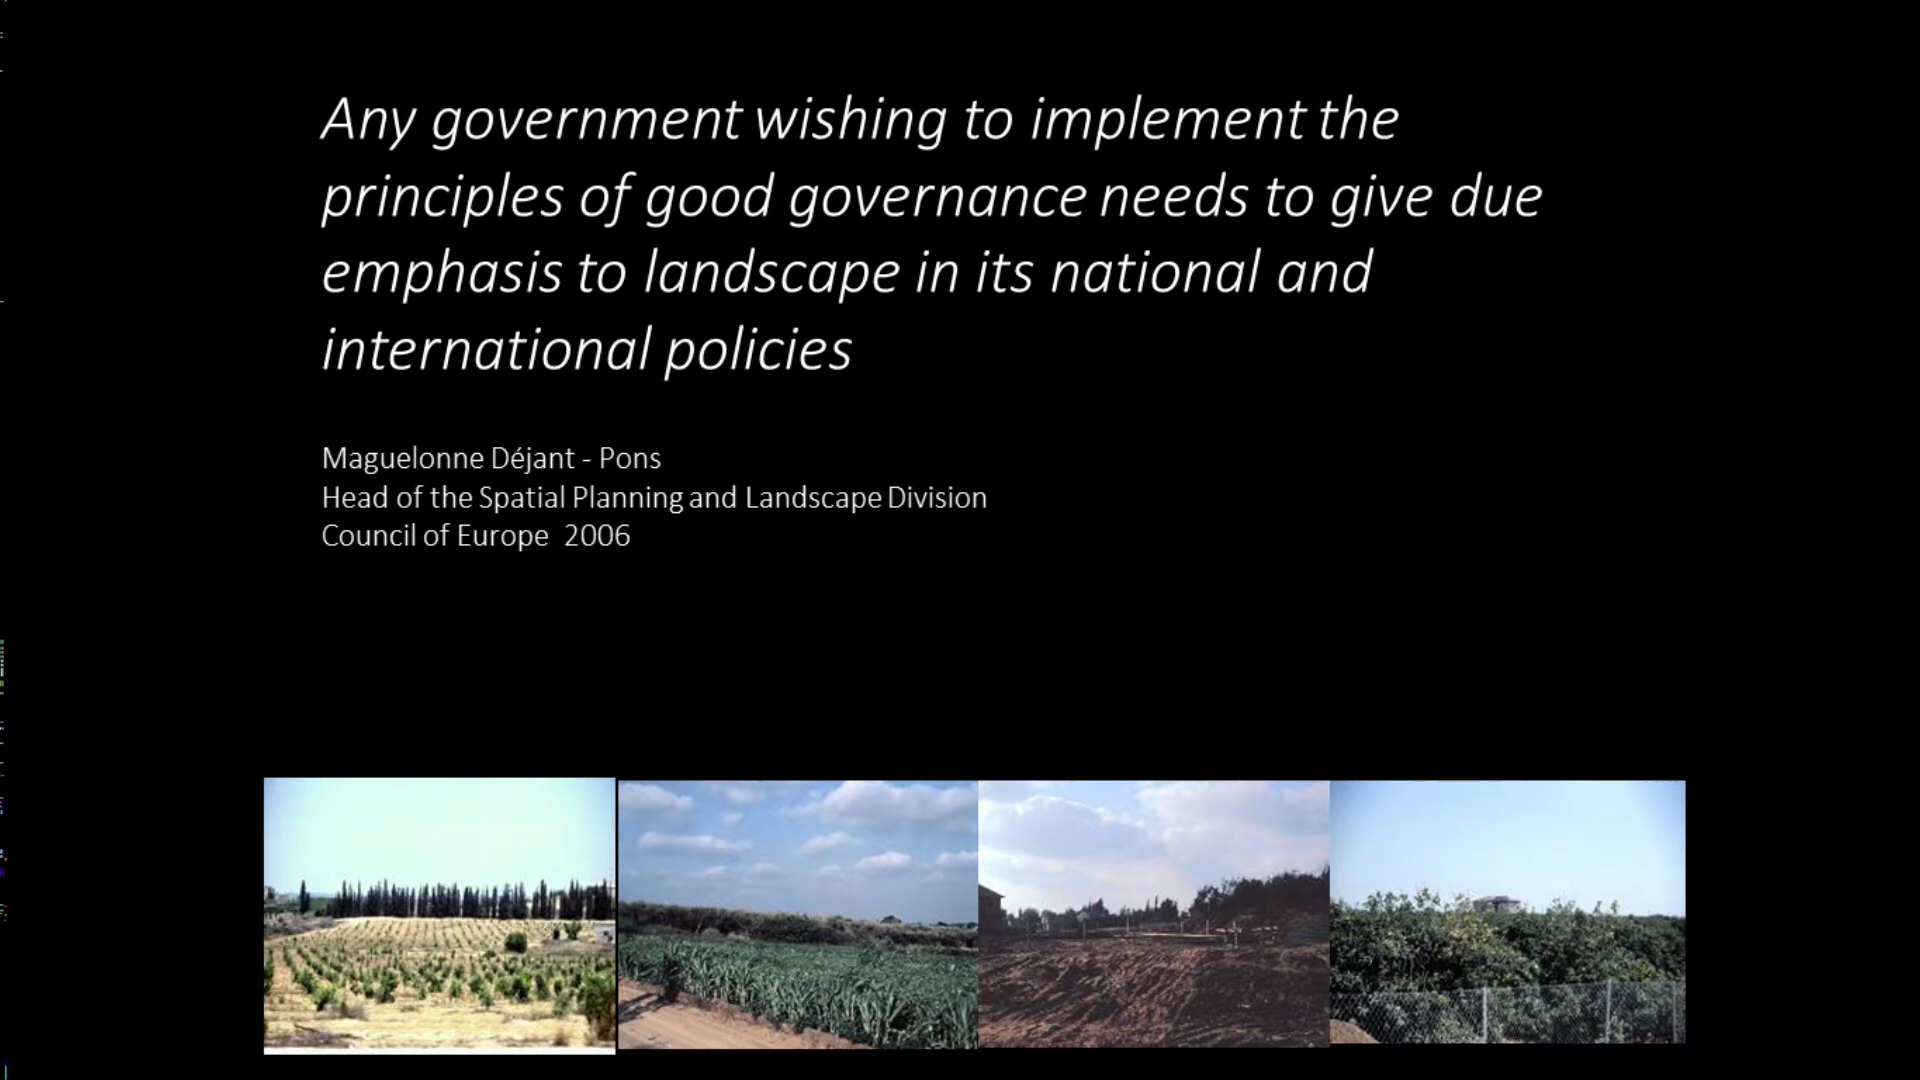 Any government wishing to implement the
principles of good governance needs to give due
emphasis to landscape in its national and
international policies
Maguelonne Déjant - Pons
Head of the Spatial Planning and Landscape Division
Council of Europe 2006